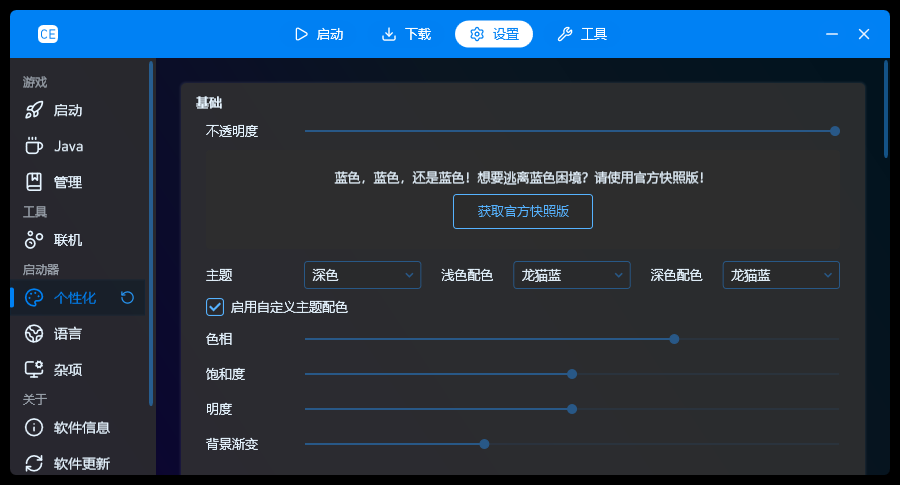 CE
启动
下载
设置
工具
游戏
启动
Java
管理
工具
联机
启动器
个性化
语言
杂项
关于
软件信息
软件更新
基础
不透明度
蓝色，蓝色，还是蓝色！想要逃离蓝色困境？请使用官方快照版！
获取官方快照版
主题 深色 浅色配色 龙猫蓝 深色配色 龙猫蓝
启用自定义主题配色
色相
饱和度
明度
背景渐变